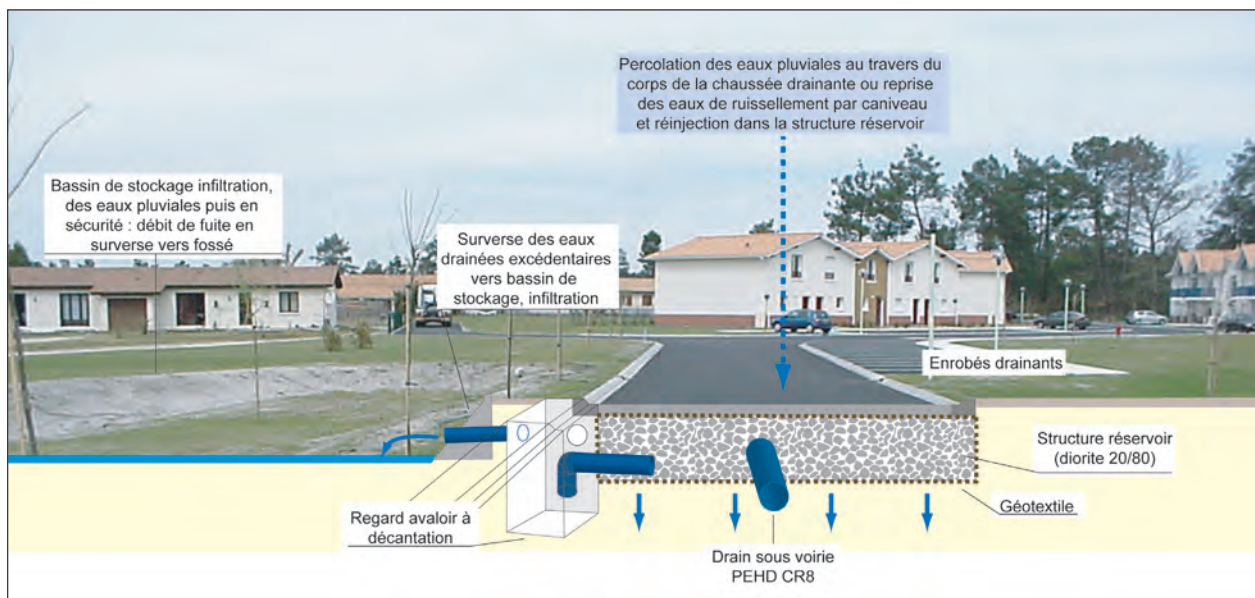 Percolation des eaux pluviales au travers du
corps de la chaussée drainante ou reprise
des eaux de ruissellement par caniveau
et réinjection dans la structure réservoir
Bassin de stockage infiltration,
des eaux pluviales puis en
sécurité : débit de fuite en
surverse vers fossé
Surverse des eaux
drainées excédentaires
vers bassin de
stockage, infiltration
Enrobés drainants
Structure réservoir
(diorite 20/80)
Géotextile
Regard avaloir à
décantation
Drain sous voirie
PEHD CR8